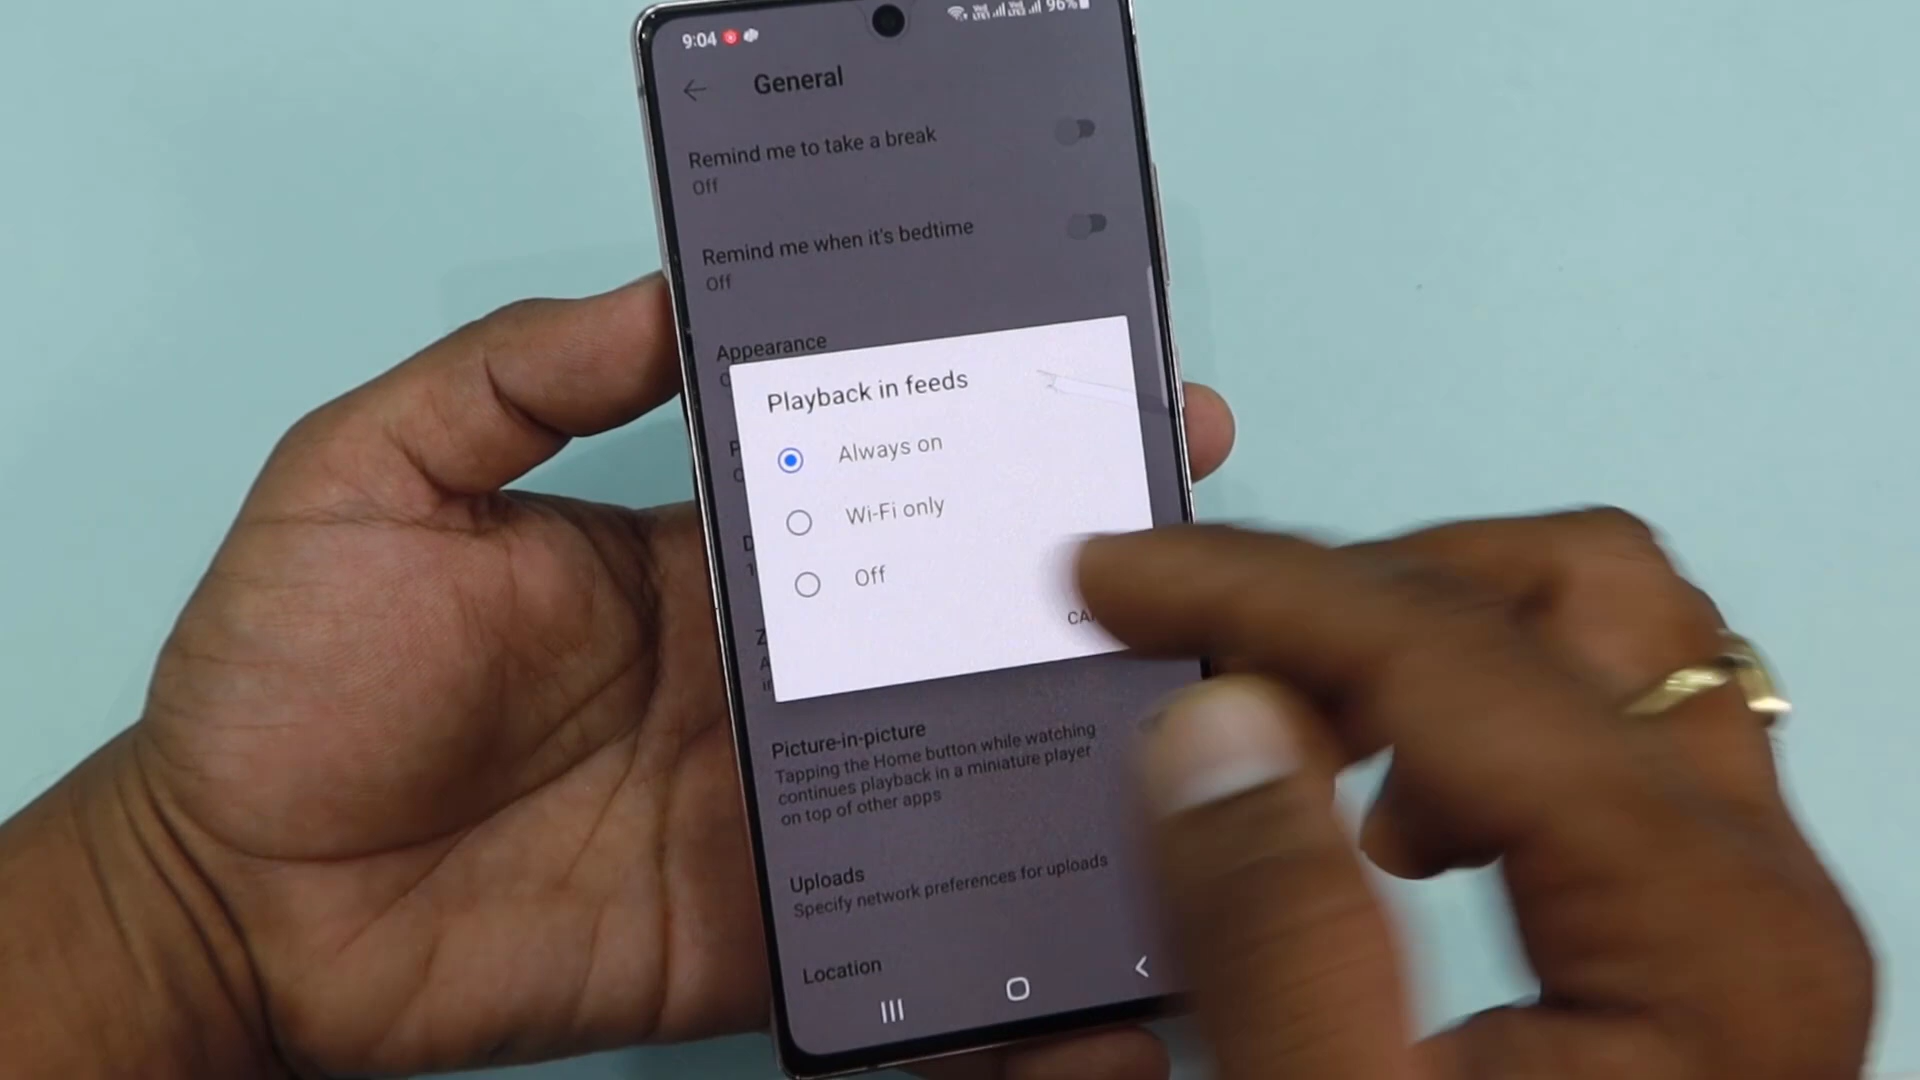 9:04 96%
General
Remind me to take a break
Off
Remind me when it's bedtime
Off
Appearance
Playback in feeds
Always on
Wi-Fi only
Off
Picture-in-picture
Tapping the Home button while watching
continues playback in a miniature player
on top of other apps
Uploads
Specify network preferences for uploads
Location